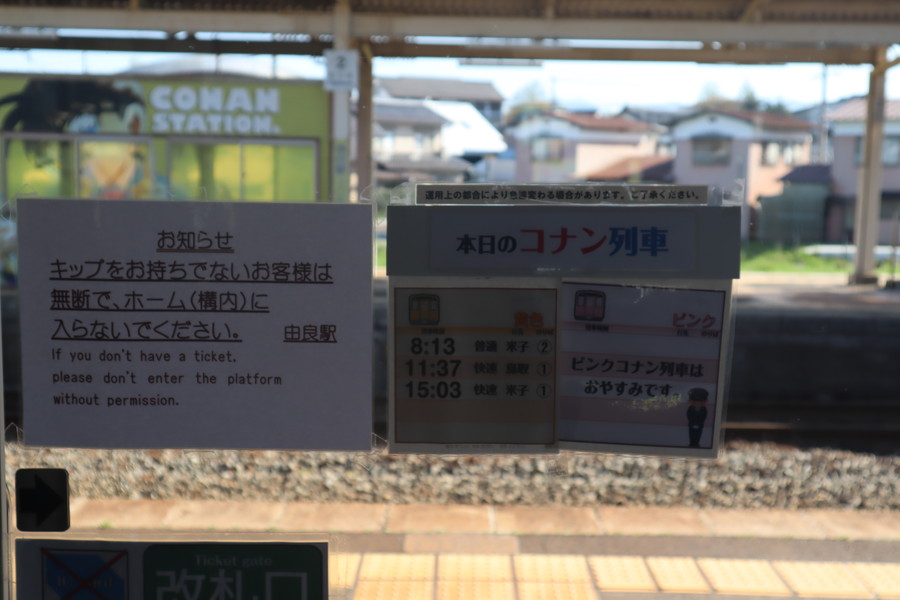 CONAN
STATION.
運用上の都合により色が変わる場合があります。ご了承ください。
お知らせ
キップをお持ちでないお客様は
無断で、ホーム(構内)に
入らないでください。 由良駅
If you don't have a ticket,
please don't enter the platform
without permission.
本日のコナン列車
黄色
8:13 普通 米子 ②
11:37 快速 鳥取 ①
15:03 快速 米子 ①
ピンク
ピンクコナン列車は
おやすみです
Ticket gate
改札口